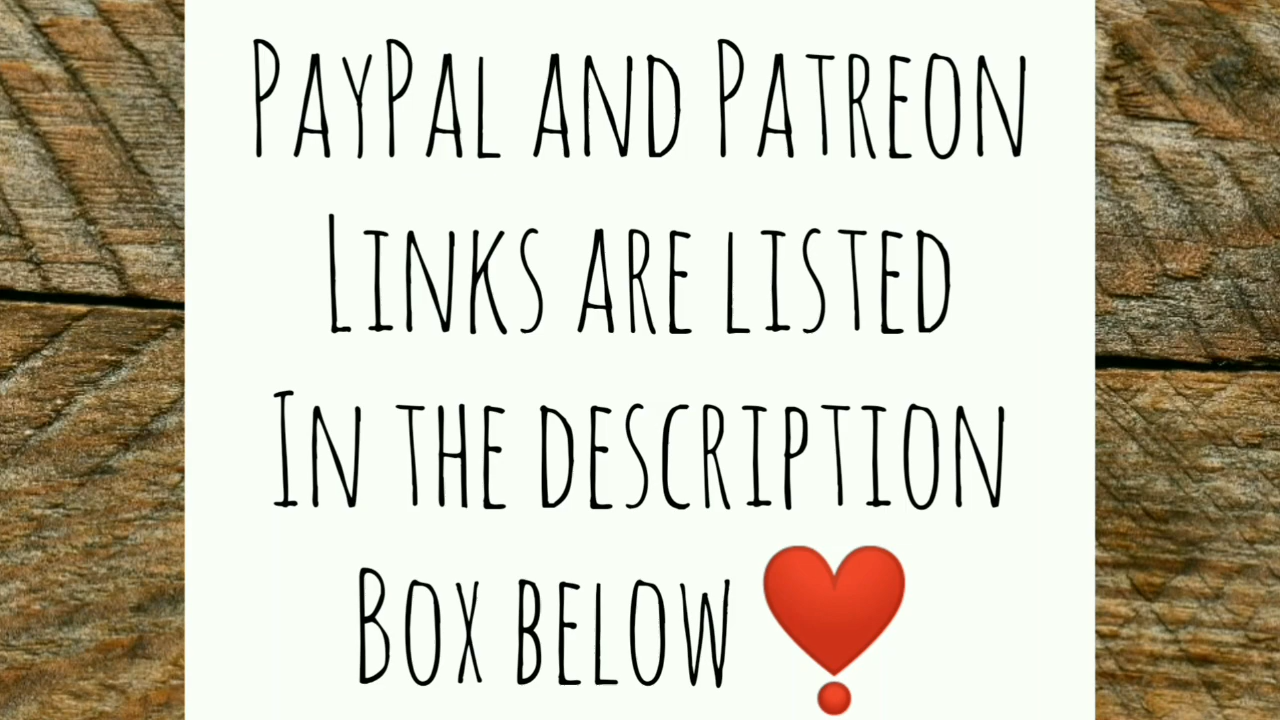 PayPal and Patreon
Links are listed
In the description
Box below ❣️